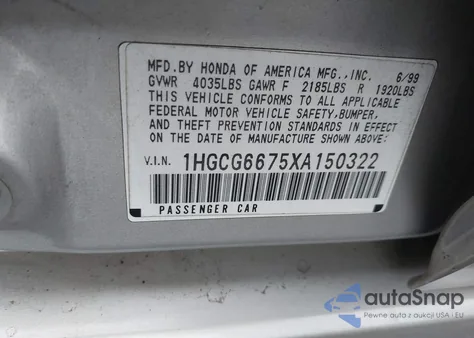 MFD.BY HONDA OF AMERICA MFG.,INC. 6/99
GVWR 4035LBS GAWR F 2185LBS R 1920LBS
THIS VEHICLE CONFORMS TO ALL APPLICABLE
FEDERAL MOTOR VEHICLE SAFETY,BUMPER,
AND THEFT PREVENTION STANDARDS IN EFFECT
ON THE DATE OF MANUFACTURE SHOWN ABOVE.
V.I.N. 1HGCG6675XA150322
PASSENGER CAR
autoSnap
Pewne auta z aukcji USA i EU